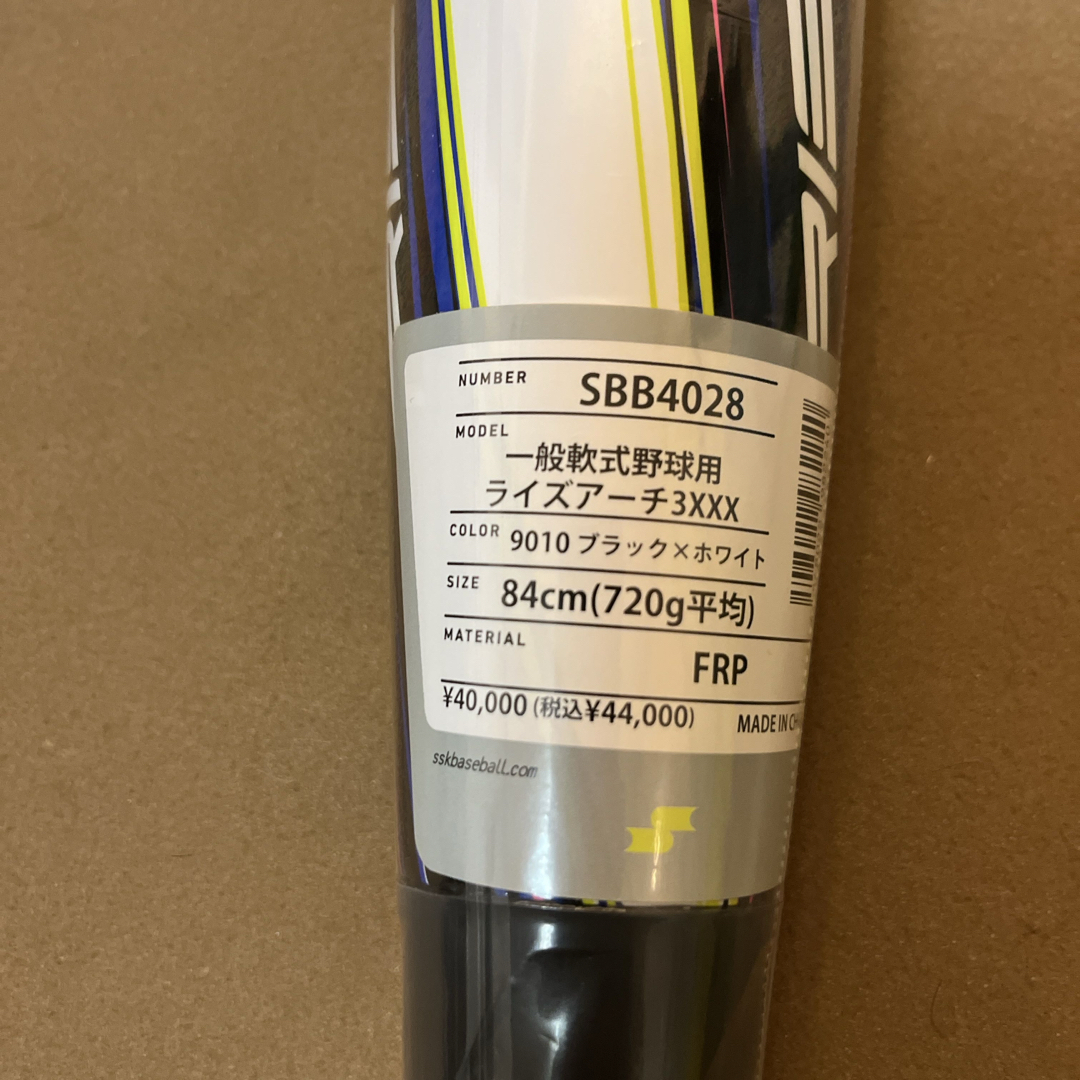 NUMBER SBB4028
MODEL
一般軟式野球用
ライズアーチ3XXX
COLOR 9010 ブラック×ホワイト
SIZE 84cm(720g平均)
MATERIAL
FRP
¥40,000 (税込¥44,000)
MADE IN
sskbaseball.com